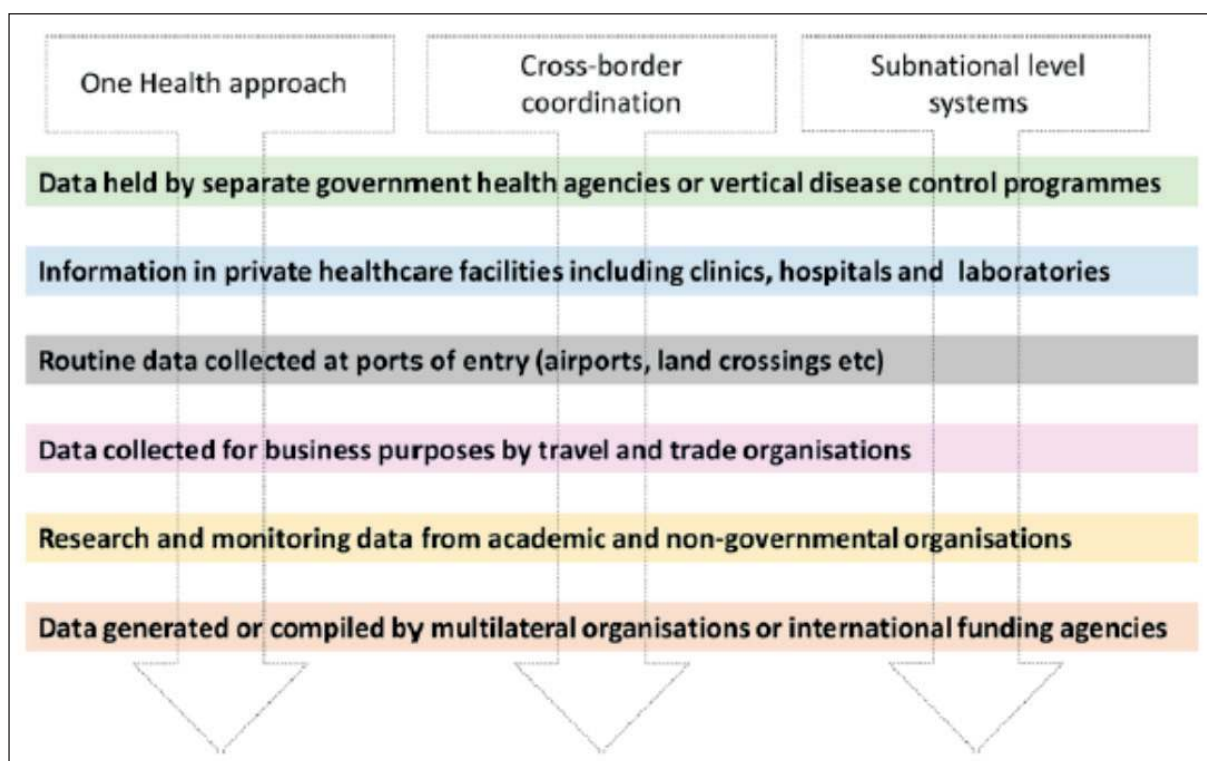 One Health approach
Cross-border
coordination
Subnational level
systems
Data held by separate government health agencies or vertical disease control programmes
Information in private healthcare facilities including clinics, hospitals and laboratories
Routine data collected at ports of entry (airports, land crossings etc)
Data collected for business purposes by travel and trade organisations
Research and monitoring data from academic and non-governmental organisations
Data generated or compiled by multilateral organisations or international funding agencies